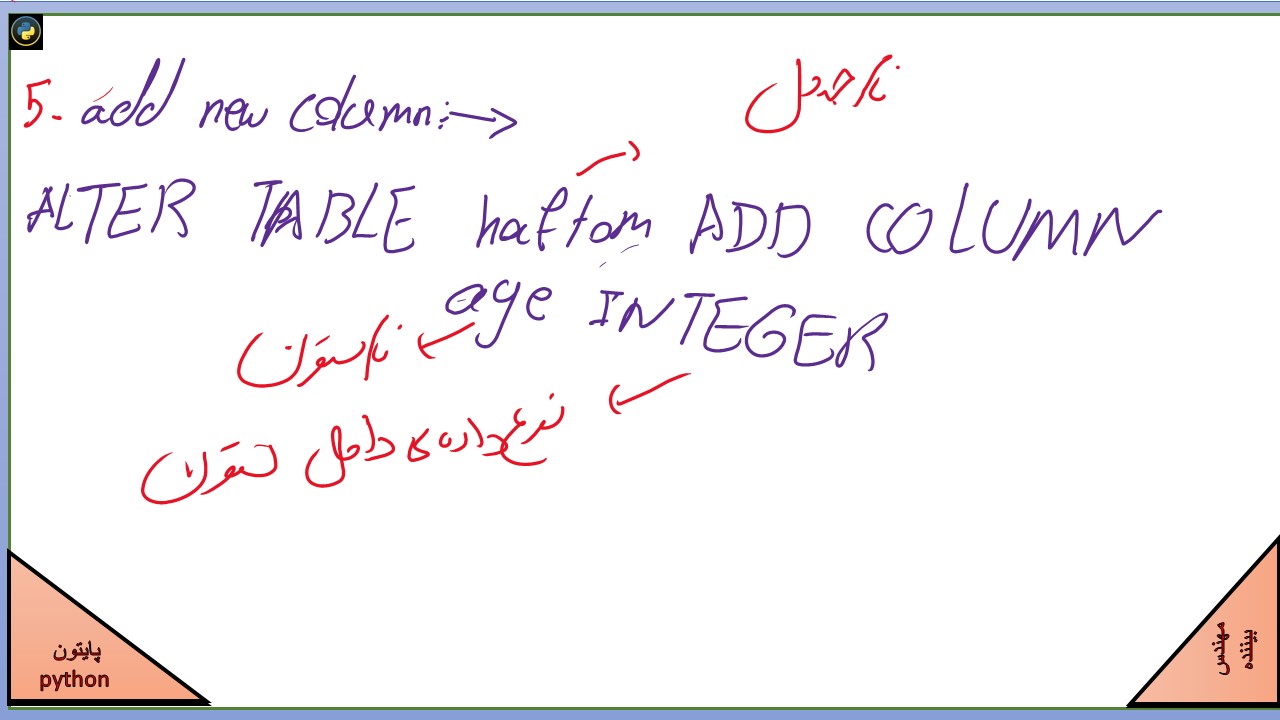 5. add new column: →
نام جدول
ALTER TABLE haftom ADD COLUMN
age INTEGER
نام ستون
نوع داده داخل ستون
پایتون
python
مهندس
بیننده